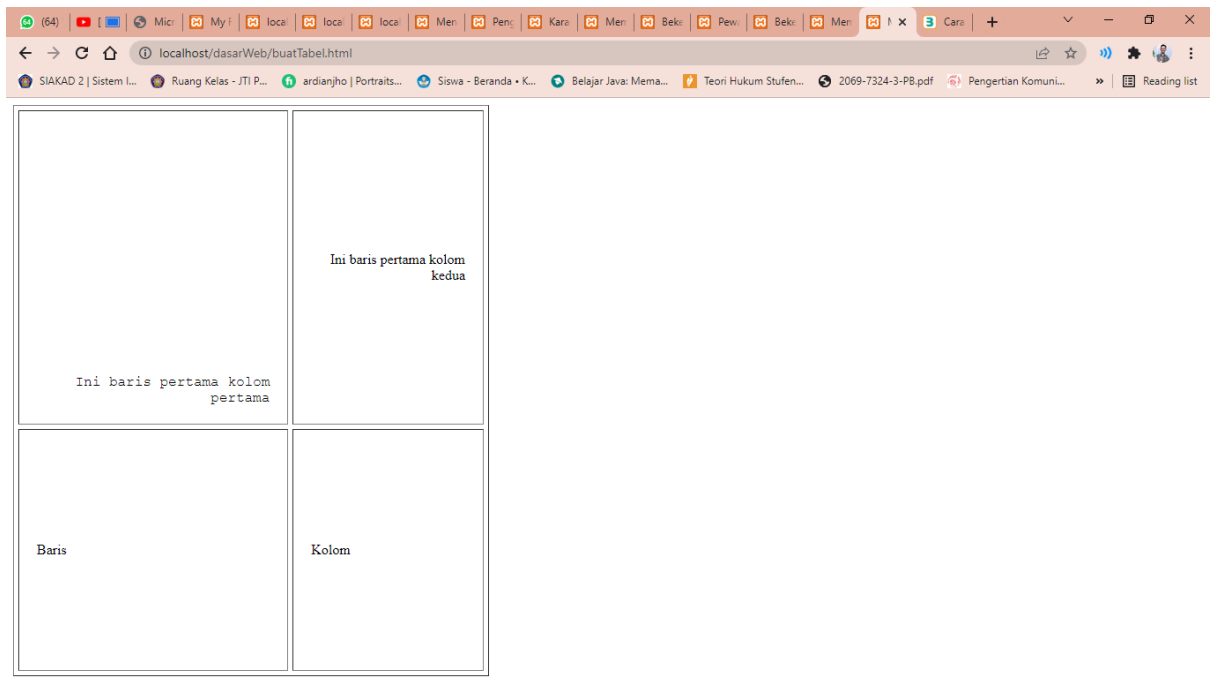 (64) [ Micr My F local local local Men Peng Kara Men Beke Pewa Beke Men M Cara
localhost/dasarWeb/buatTabel.html
SIAKAD 2 | Sistem I... Ruang Kelas - JTI P... ardianjho | Portraits... Siswa - Beranda • K... Belajar Java: Mema... Teori Hukum Stufen... 2069-7324-3-PB.pdf Pengertian Komuni... » Reading list
Ini baris pertama kolom
kedua
Ini baris pertama kolom
pertama
Baris Kolom